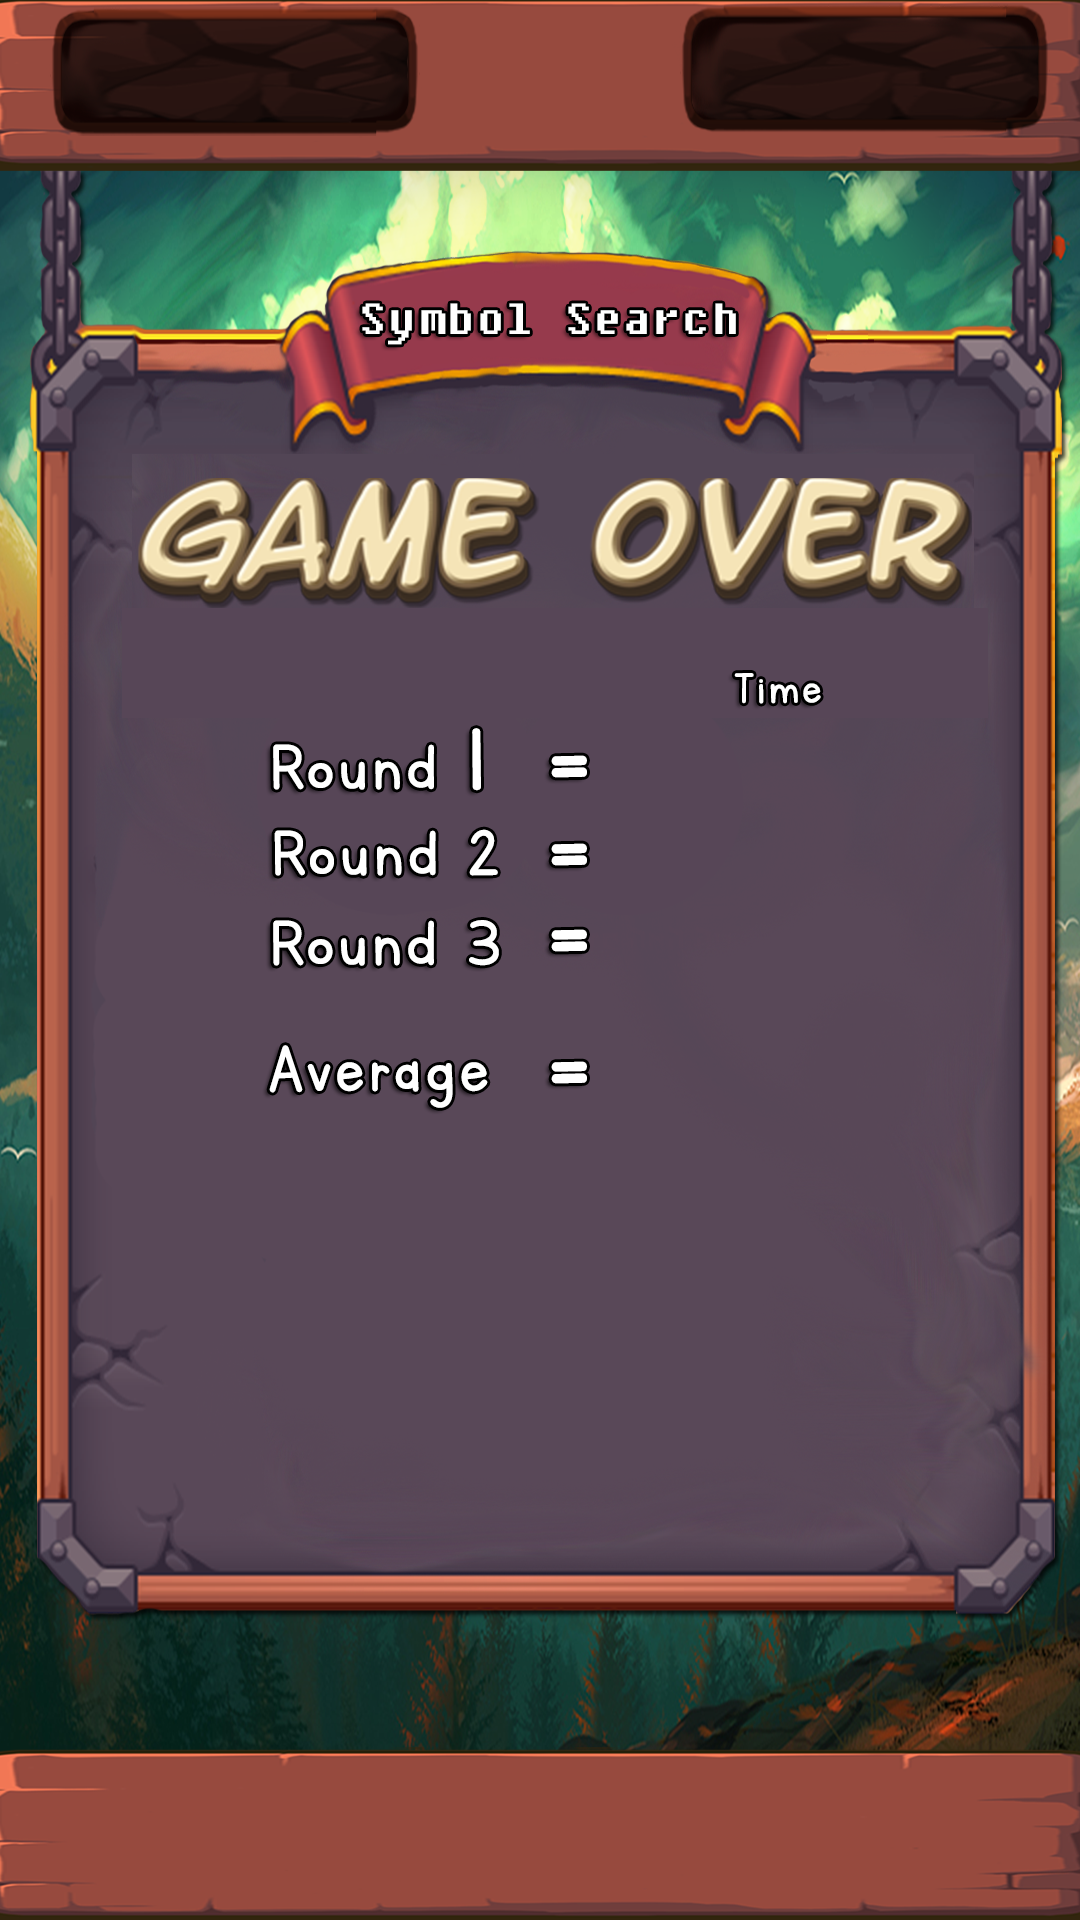 Symbol Search
GAME OVER
Time
Round 1 =
Round 2 =
Round 3 =
Average =